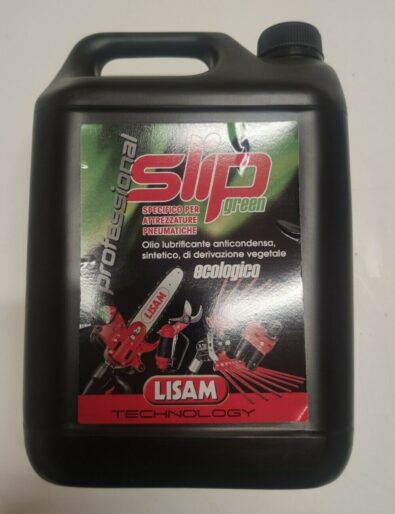 professional
slip
green
SPECIFICO PER
ATTREZZATURE
PNEUMATICHE
Olio lubrificante anticondensa,
sintetico, di derivazione vegetale
ecologico
LISAM
LISAM
TECHNOLOGY